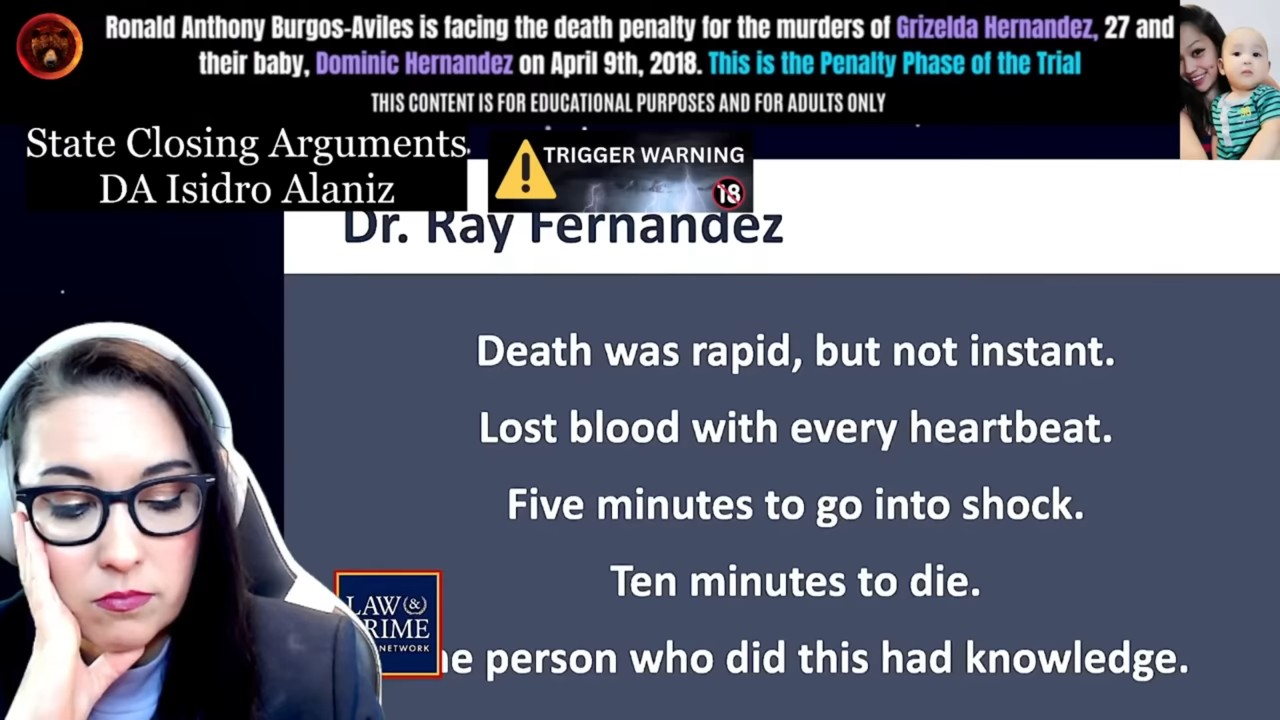 Ronald Anthony Burgos-Aviles is facing the death penalty for the murders of Grizelda Hernandez, 27 and
their baby, Dominic Hernandez on April 9th, 2018. This is the Penalty Phase of the Trial
THIS CONTENT IS FOR EDUCATIONAL PURPOSES AND FOR ADULTS ONLY
State Closing Arguments
DA Isidro Alaniz
TRIGGER WARNING
18
Dr. Ray Fernandez
Death was rapid, but not instant.
Lost blood with every heartbeat.
Five minutes to go into shock.
Ten minutes to die.
LAW &
CRIME
NETWORK
person who did this had knowledge.